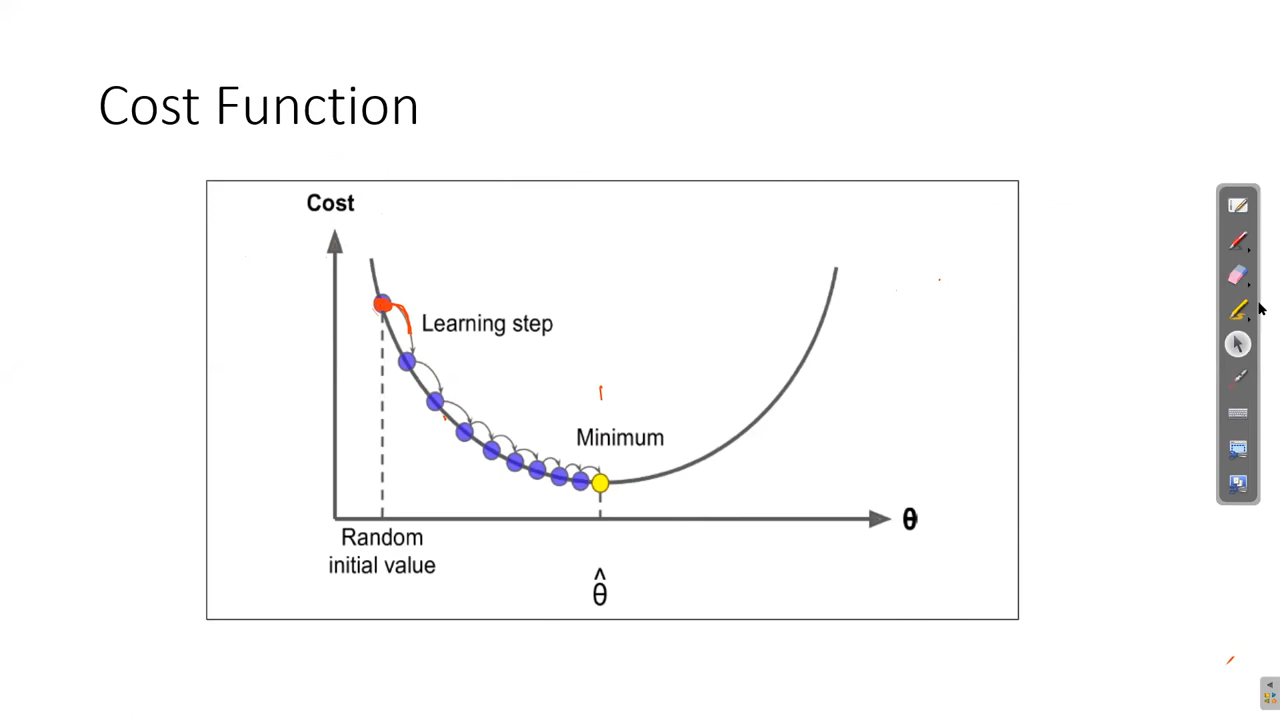 Cost Function
Cost
Learning step
Minimum
θ
Random
initial value
θ̂